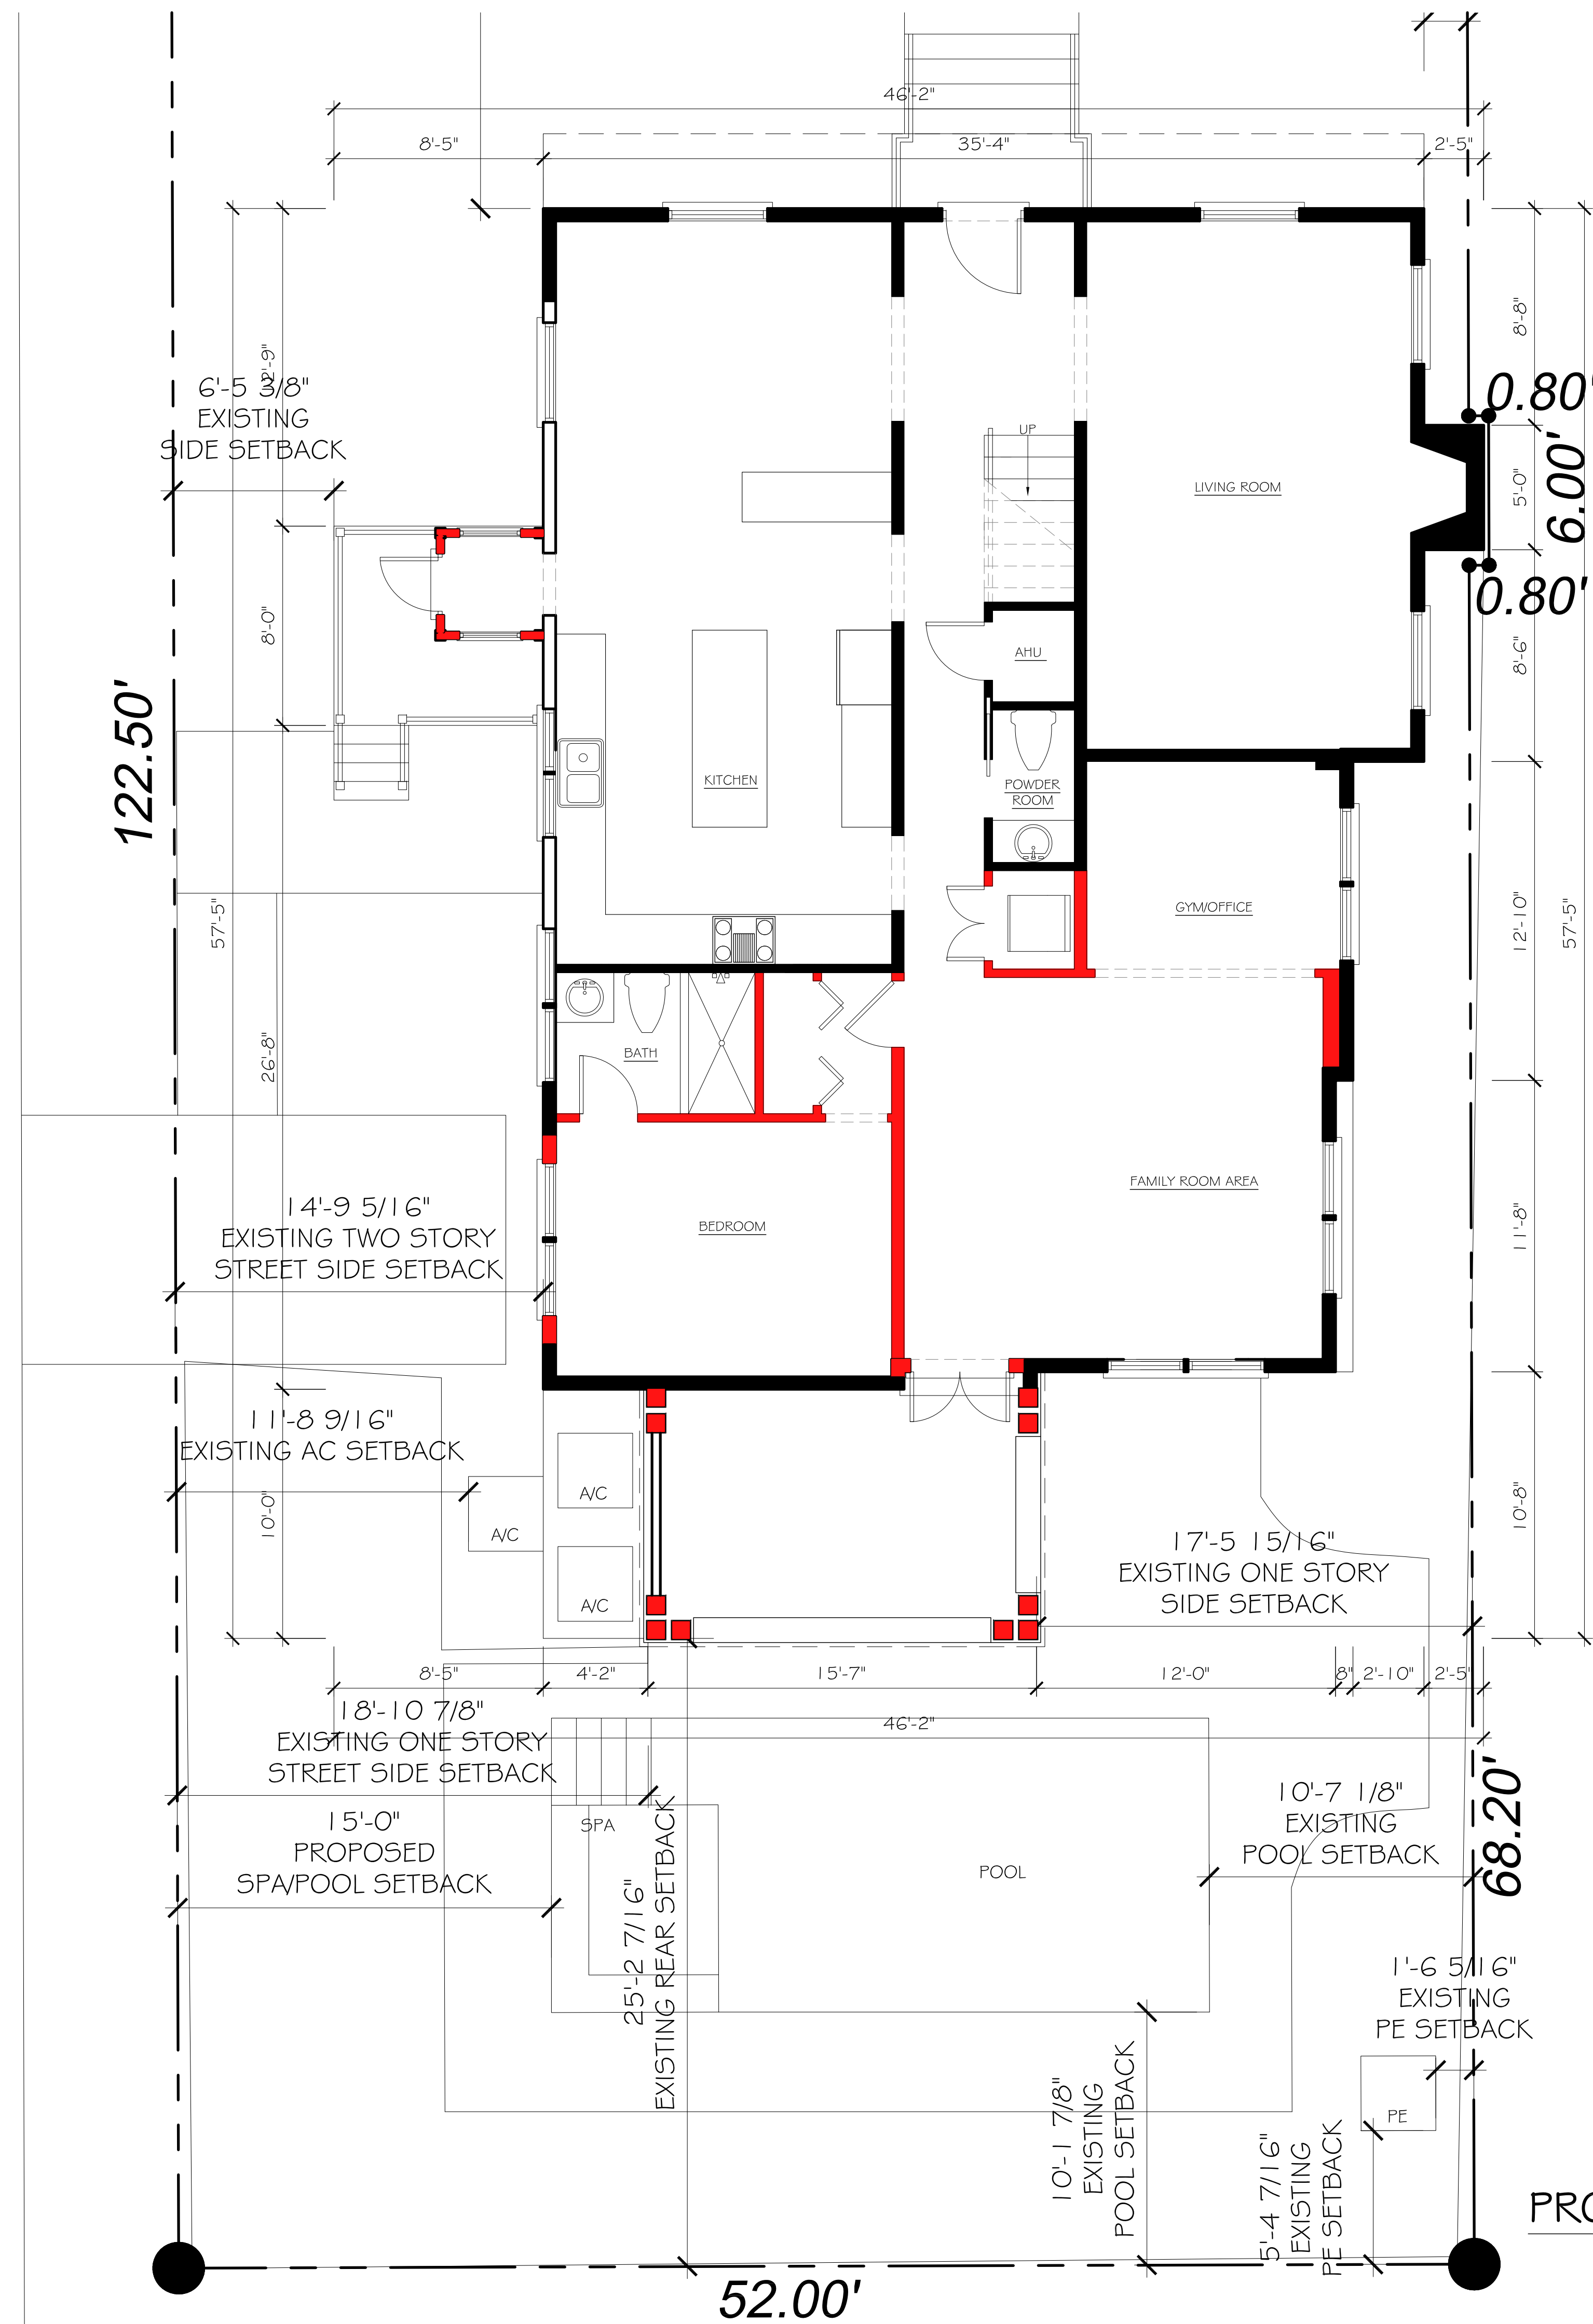 46'-2"
8'-5"
35'-4"
2'-5"
6'-5 3/8"
EXISTING
SIDE SETBACK
8'-8"
0.80'
6.00'
5'-0"
0.80'
UP
LIVING ROOM
8'-0"
8'-6"
AHU
122.50'
KITCHEN
POWDER
ROOM
57'-5"
GYM/OFFICE
12'-10"
57'-5"
26'-8"
BATH
14'-9 5/16"
EXISTING TWO STORY
STREET SIDE SETBACK
BEDROOM
FAMILY ROOM AREA
11'-8"
11'-8 9/16"
EXISTING AC SETBACK
10'-0"
A/C
A/C
A/C
10'-8"
17'-5 15/16"
EXISTING ONE STORY
SIDE SETBACK
8'-5"
4'-2"
15'-7"
12'-0"
8"
2'-10"
2'-5"
46'-2"
18'-10 7/8"
EXISTING ONE STORY
STREET SIDE SETBACK
15'-0"
PROPOSED
SPA/POOL SETBACK
SPA
POOL
10'-7 1/8"
EXISTING
POOL SETBACK
68.20'
25'-2 7/16"
EXISTING REAR SETBACK
1'-6 5/16"
EXISTING
PE SETBACK
PE
10'-1 7/8"
EXISTING
POOL SETBACK
5'-4 7/16"
EXISTING
PE SETBACK
52.00'